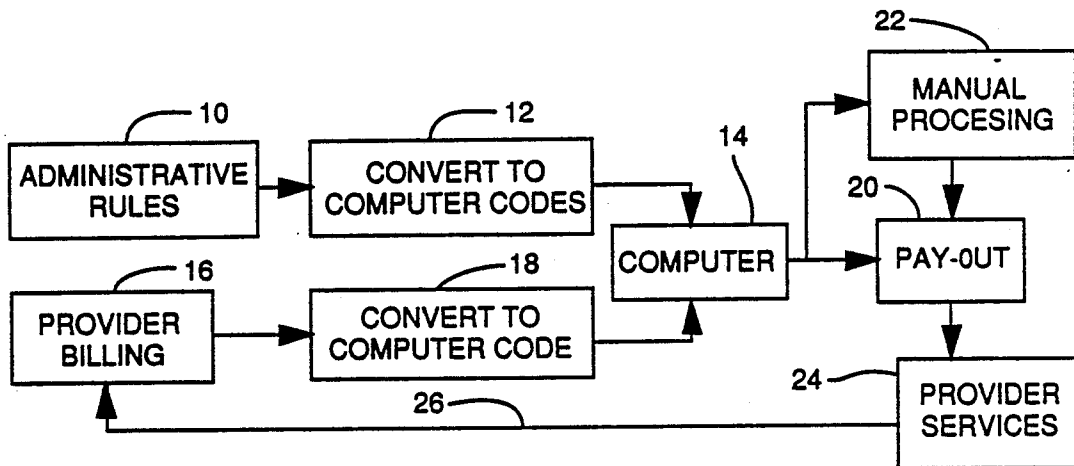 22
MANUAL
PROCESING
10
12
14
20
ADMINISTRATIVE
RULES
CONVERT TO
COMPUTER CODES
COMPUTER
PAY-0UT
16
18
PROVIDER
BILLING
CONVERT TO
COMPUTER CODE
24
PROVIDER
SERVICES
26